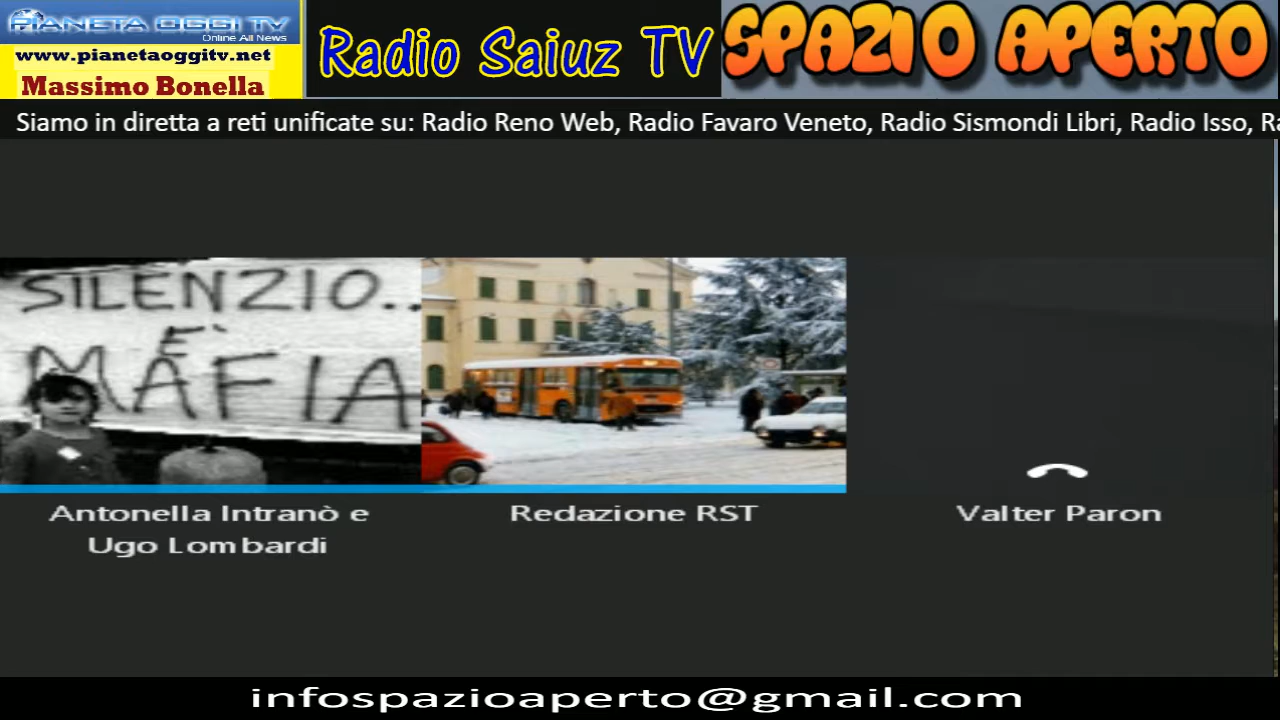 PIANETA OGGI TV
Online All News
www.pianetaoggitv.net
Massimo Bonella
Radio Saiuz TV
SPAZIO APERTO
Siamo in diretta a reti unificate su: Radio Reno Web, Radio Favaro Veneto, Radio Sismondi Libri, Radio Isso, Ra
SILENZIO..
E'
MAFIA
Antonella Intranò e
Ugo Lombardi
Redazione RST
Valter Paron
infospazioaperto@gmail.com